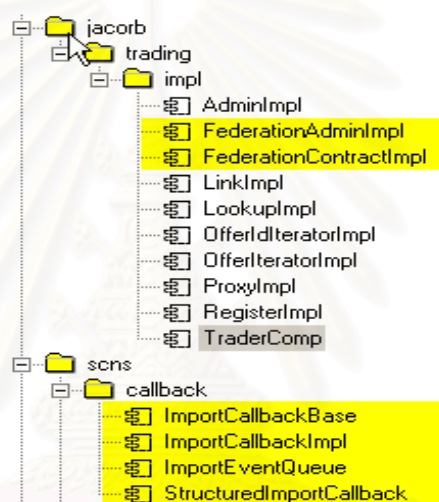 jacorb
trading
impl
AdminImpl
FederationAdminImpl
FederationContractImpl
LinkImpl
LookupImpl
OfferIdIteratorImpl
OfferIteratorImpl
ProxyImpl
RegisterImpl
TraderComp
scns
callback
ImportCallbackBase
ImportCallbackImpl
ImportEventQueue
StructuredImportCallback